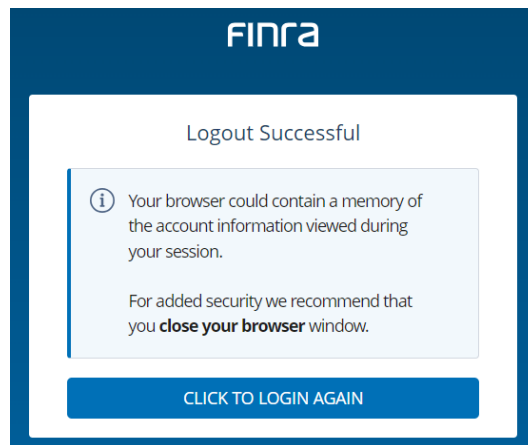 FINRA
Logout Successful
i
Your browser could contain a memory of
the account information viewed during
your session.
For added security we recommend that
you close your browser window.
CLICK TO LOGIN AGAIN